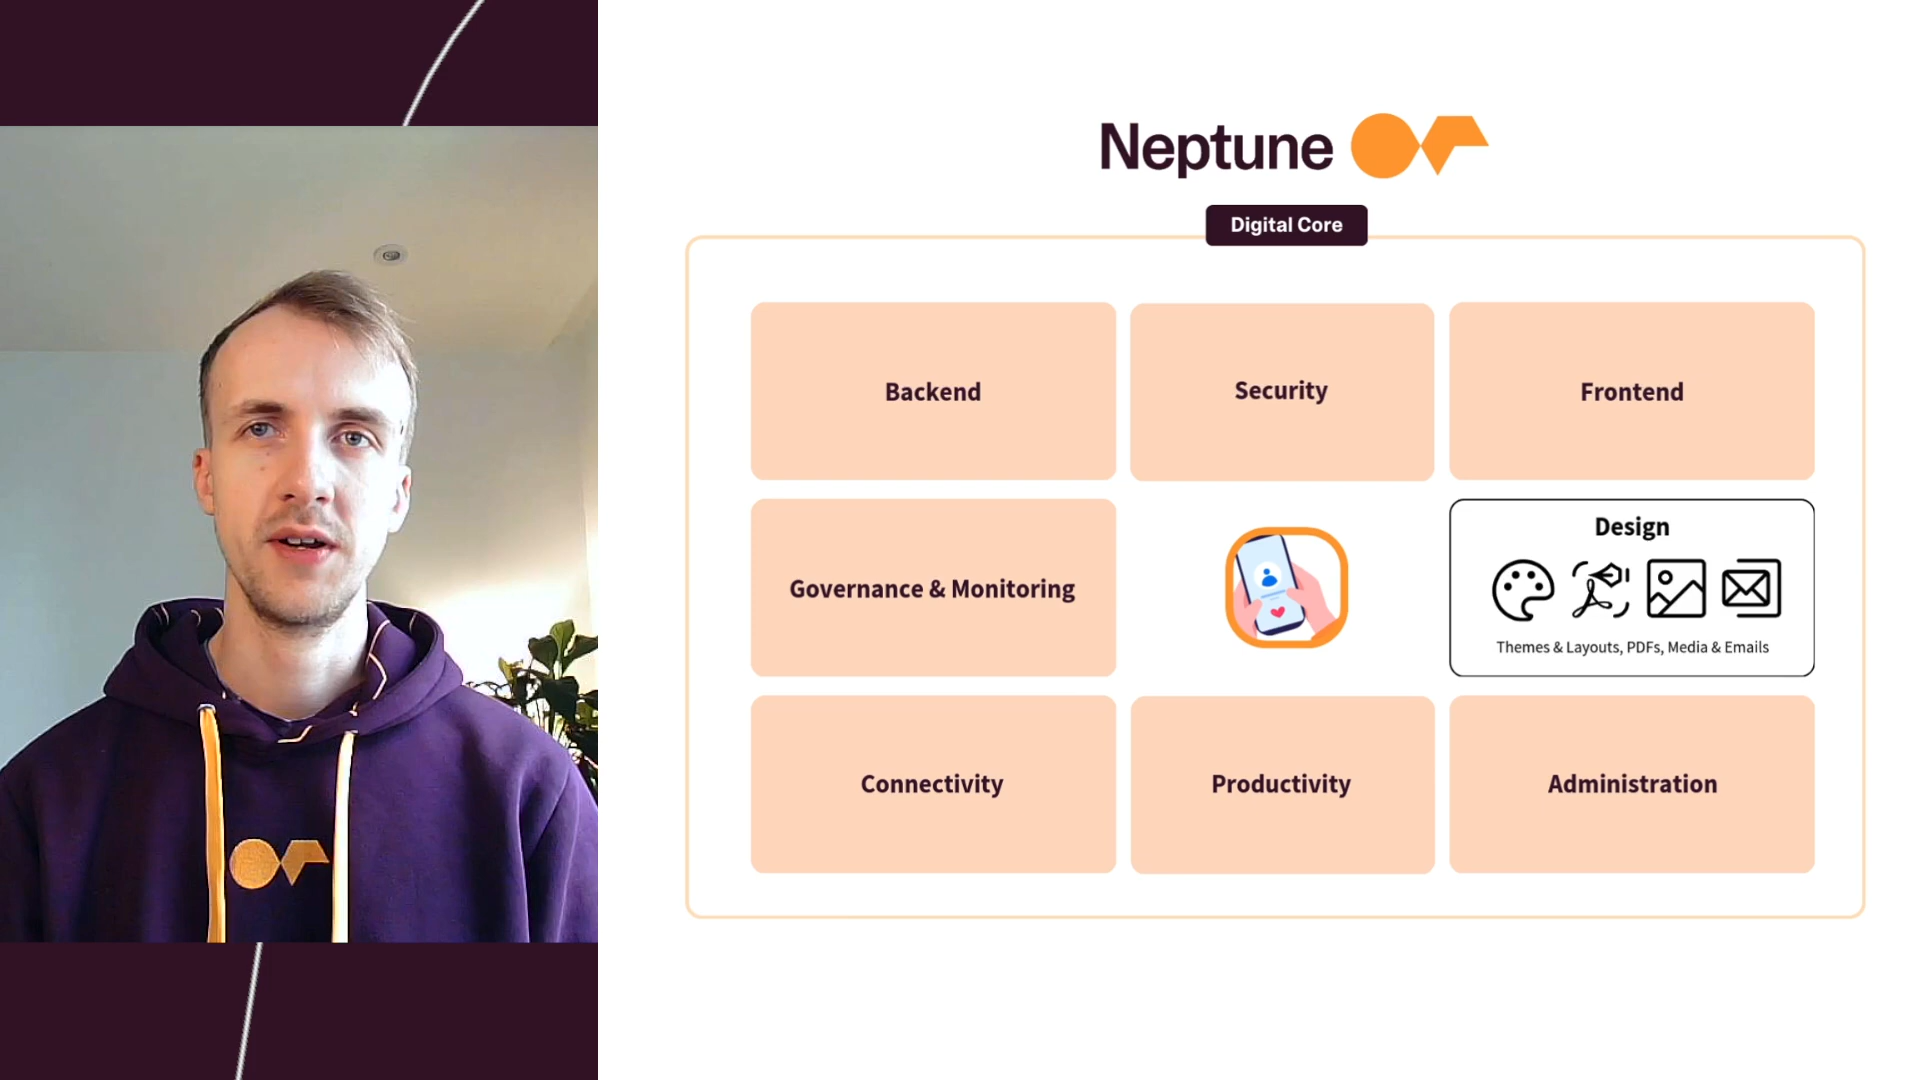 Neptune
Digital Core
Backend
Security
Frontend
Governance & Monitoring
Design
Themes & Layouts, PDFs, Media & Emails
Connectivity
Productivity
Administration